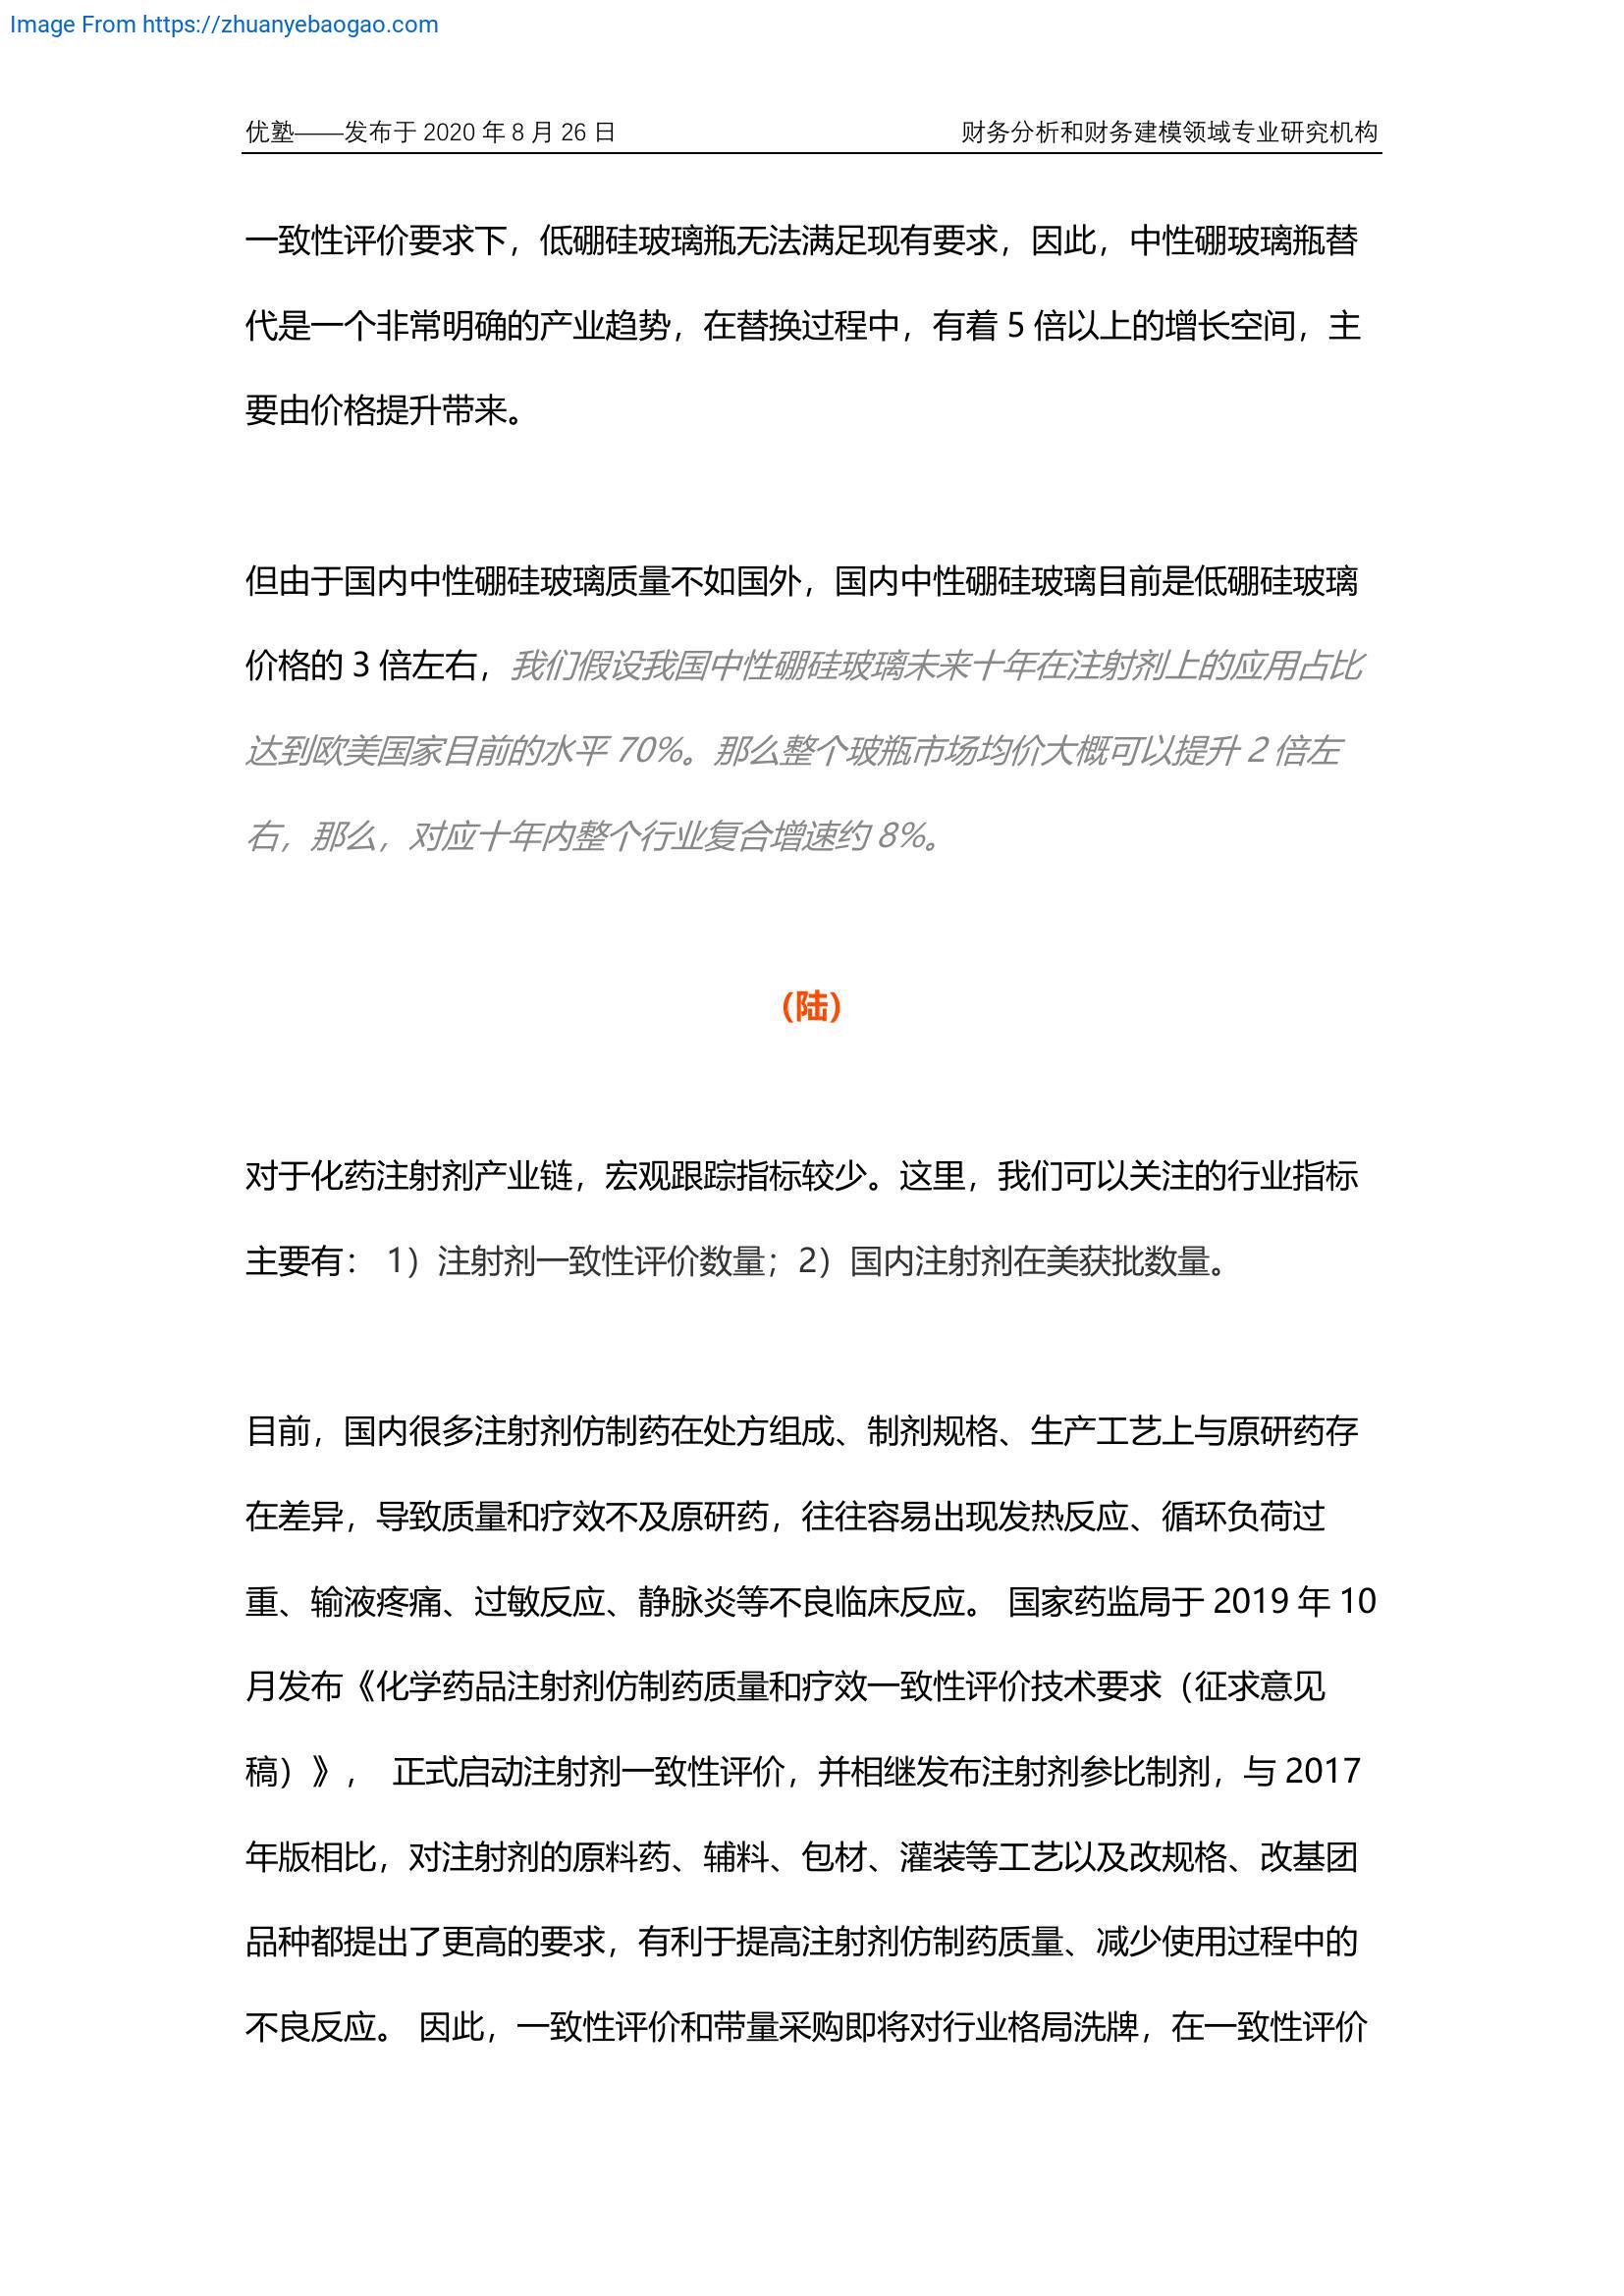 Image From https://zhuanyebaogao.com
优塾——发布于 2020 年 8 月 26 日 财务分析和财务建模领域专业研究机构
一致性评价要求下，低硼硅玻璃瓶无法满足现有要求，因此，中性硼玻璃瓶替
代是一个非常明确的产业趋势，在替换过程中，有着 5 倍以上的增长空间，主
要由价格提升带来。
但由于国内中性硼硅玻璃质量不如国外，国内中性硼硅玻璃目前是低硼硅玻璃
价格的 3 倍左右，我们假设我国中性硼硅玻璃未来十年在注射剂上的应用占比
达到欧美国家目前的水平 70%。那么整个玻瓶市场均价大概可以提升 2 倍左
右，那么，对应十年内整个行业复合增速约 8%。
（陆）
对于化药注射剂产业链，宏观跟踪指标较少。这里，我们可以关注的行业指标
主要有： 1）注射剂一致性评价数量；2）国内注射剂在美获批数量。
目前，国内很多注射剂仿制药在处方组成、制剂规格、生产工艺上与原研药存
在差异，导致质量和疗效不及原研药，往往容易出现发热反应、循环负荷过
重、输液疼痛、过敏反应、静脉炎等不良临床反应。 国家药监局于 2019 年 10
月发布《化学药品注射剂仿制药质量和疗效一致性评价技术要求（征求意见
稿）》， 正式启动注射剂一致性评价，并相继发布注射剂参比制剂，与 2017
年版相比，对注射剂的原料药、辅料、包材、灌装等工艺以及改规格、改基团
品种都提出了更高的要求，有利于提高注射剂仿制药质量、减少使用过程中的
不良反应。 因此，一致性评价和带量采购即将对行业格局洗牌，在一致性评价